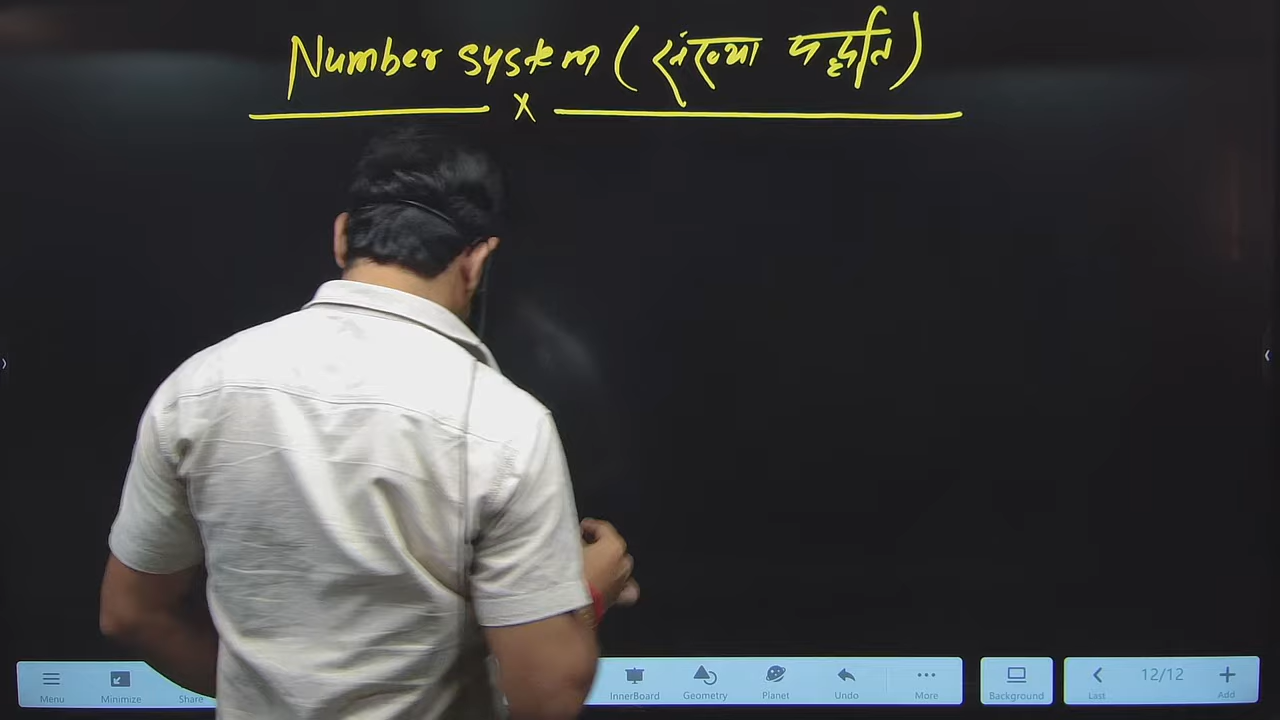 Number system (संख्या पद्धति)
x
Menu
Minimize
Share
InnerBoard
Geometry
Planet
Undo
More
Background
Last
12/12
Add